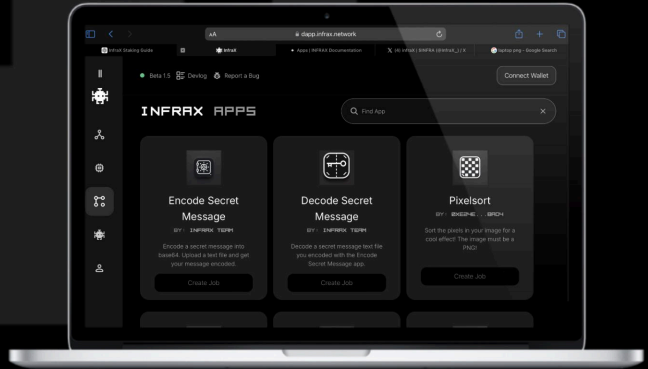 AA
dapp.infrax.network
InfraX Staking Guide
InfraX
Apps | INFRAX Documentation
(4) InfraX | $INFRA (@InfraX_) / X
laptop png - Google Search
Beta 1.5 Devlog Report a Bug
Connect Wallet
INFRAX APPS
Find App
Encode Secret
Message
BY: INFRAX TEAM
Encode a secret message into
base64. Upload a text file and get
your message encoded.
Create Job
Decode Secret
Message
BY: INFRAX TEAM
Decode a secret message text file
you encoded with the Encode
Secret Message app.
Create Job
Pixelsort
BY:
Sort the pixels in your image for a
cool effect! The image must be a
PNG!
Create Job